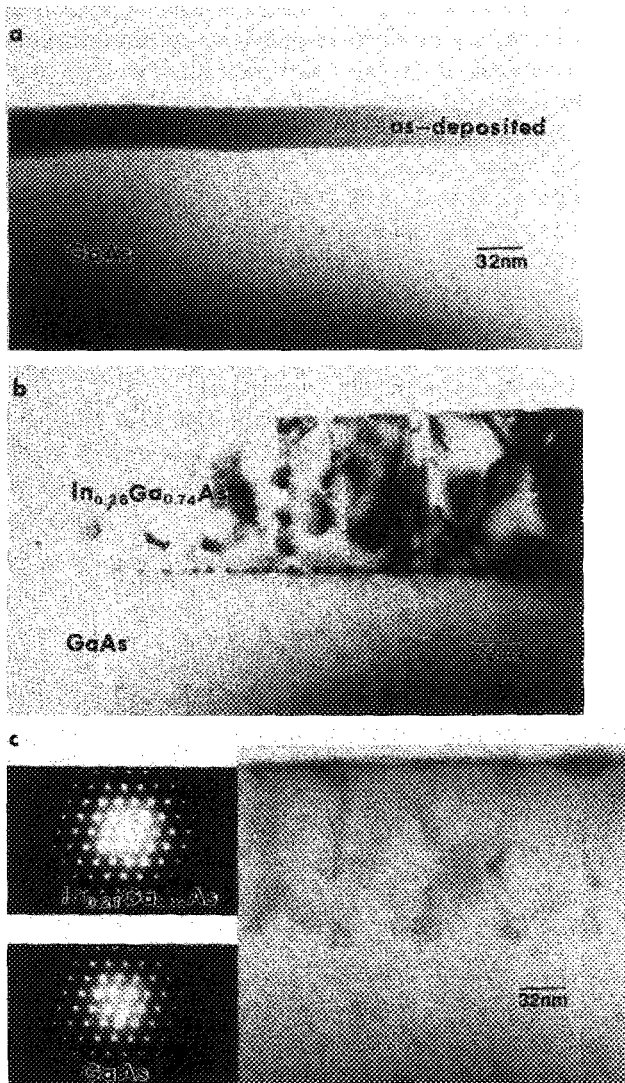 a
as-deposited
GaAs
32nm
b
In₀.₂₆Ga₀.₇₄As
GaAs
c
GaAs
32nm